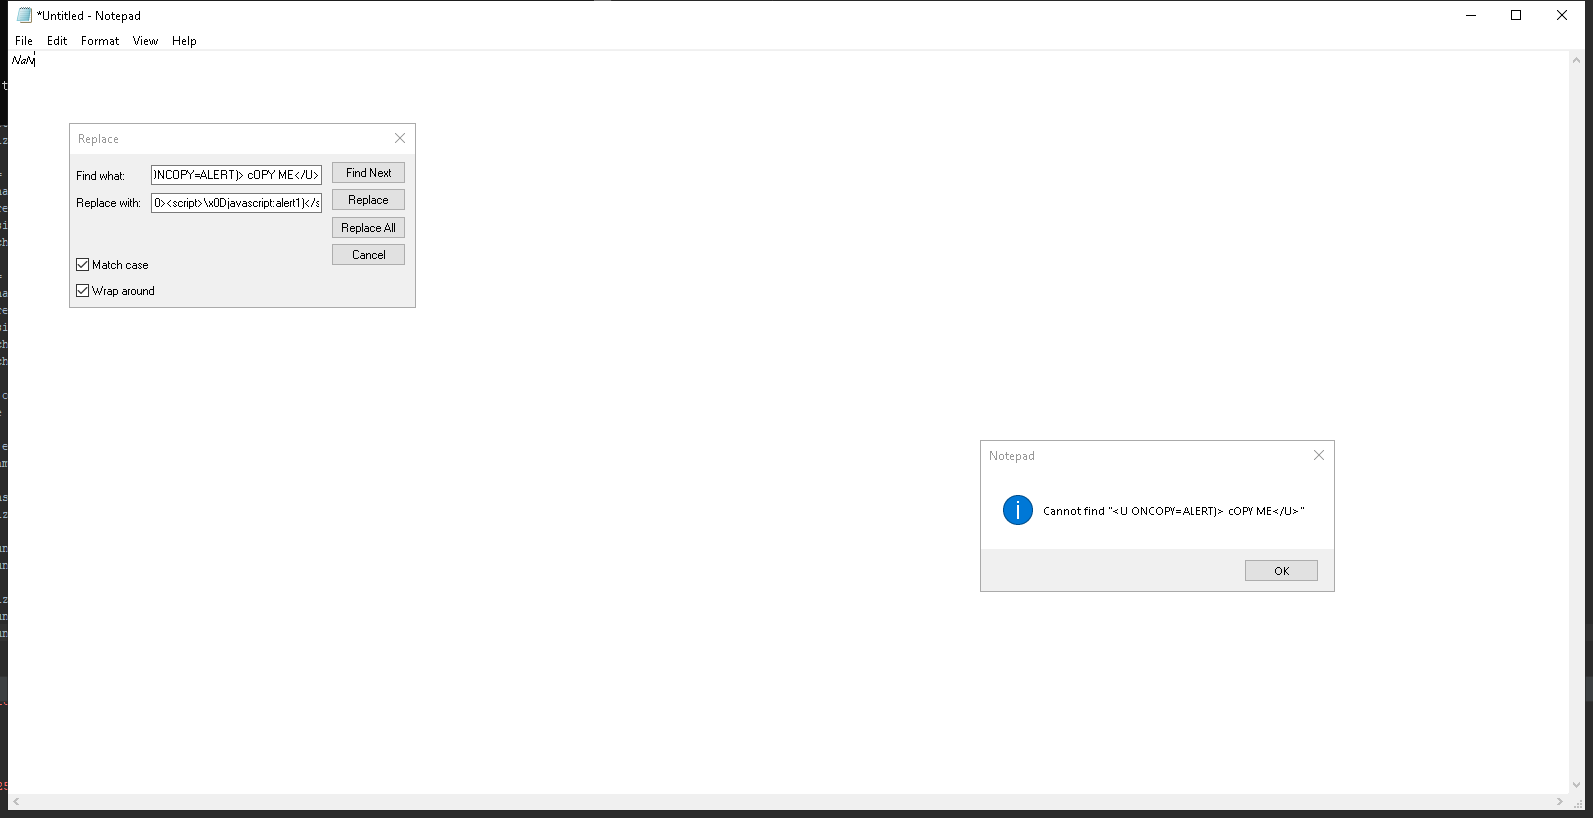 *Untitled - Notepad
File Edit Format View Help
NaN
Replace
Find what: )NCOPY=ALERT)> cOPY ME</U> Find Next
Replace with: 0><script>\x0Djavascript:alert1)</s Replace
Replace All
Cancel
Match case
Wrap around
Notepad
Cannot find "<U ONCOPY=ALERT)> cOPY ME</U>"
OK